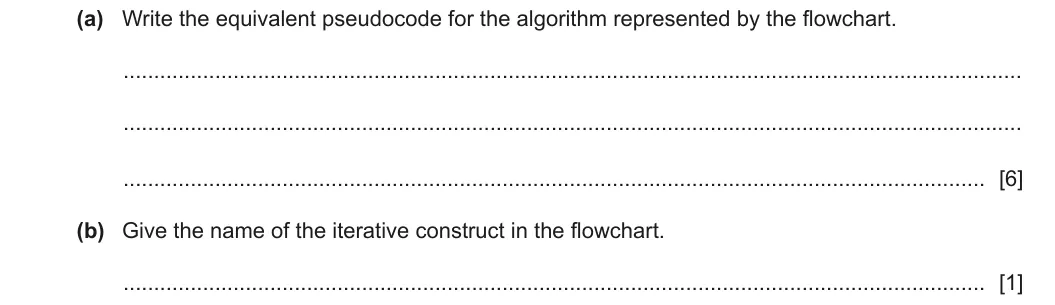 (a) Write the equivalent pseudocode for the algorithm represented by the flowchart.
..........................................................................................................................................................
..........................................................................................................................................................
.................................................................................................................................................... [6]
(b) Give the name of the iterative construct in the flowchart.
.................................................................................................................................................... [1]